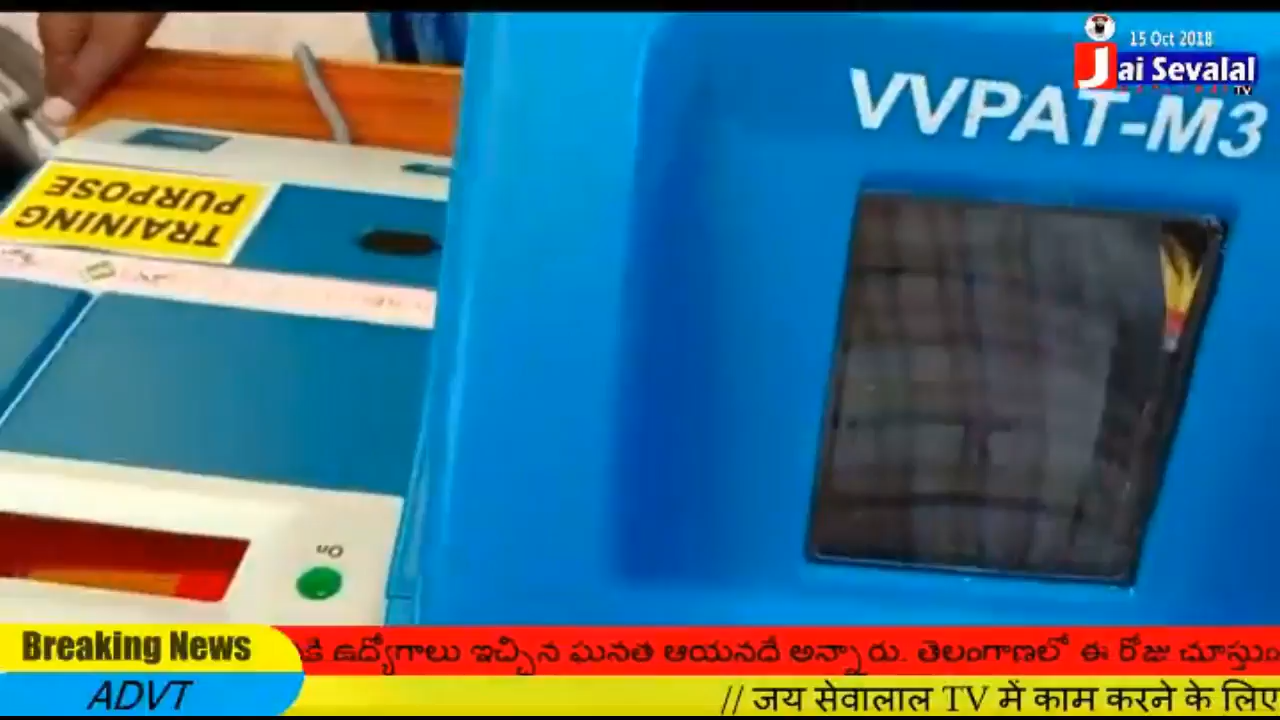 15 Oct 2018
Jai Sevalal
TV
VVPAT-M3
TRAINING
PURPOSE
On
Breaking News
కి ఉద్యోగాలు ఇచ్చిన ఘనత ఆయనదే అన్నారు. తెలంగాణలో ఈ రోజు
ADVT
// जय सेवालाल TV में काम करने के लिए